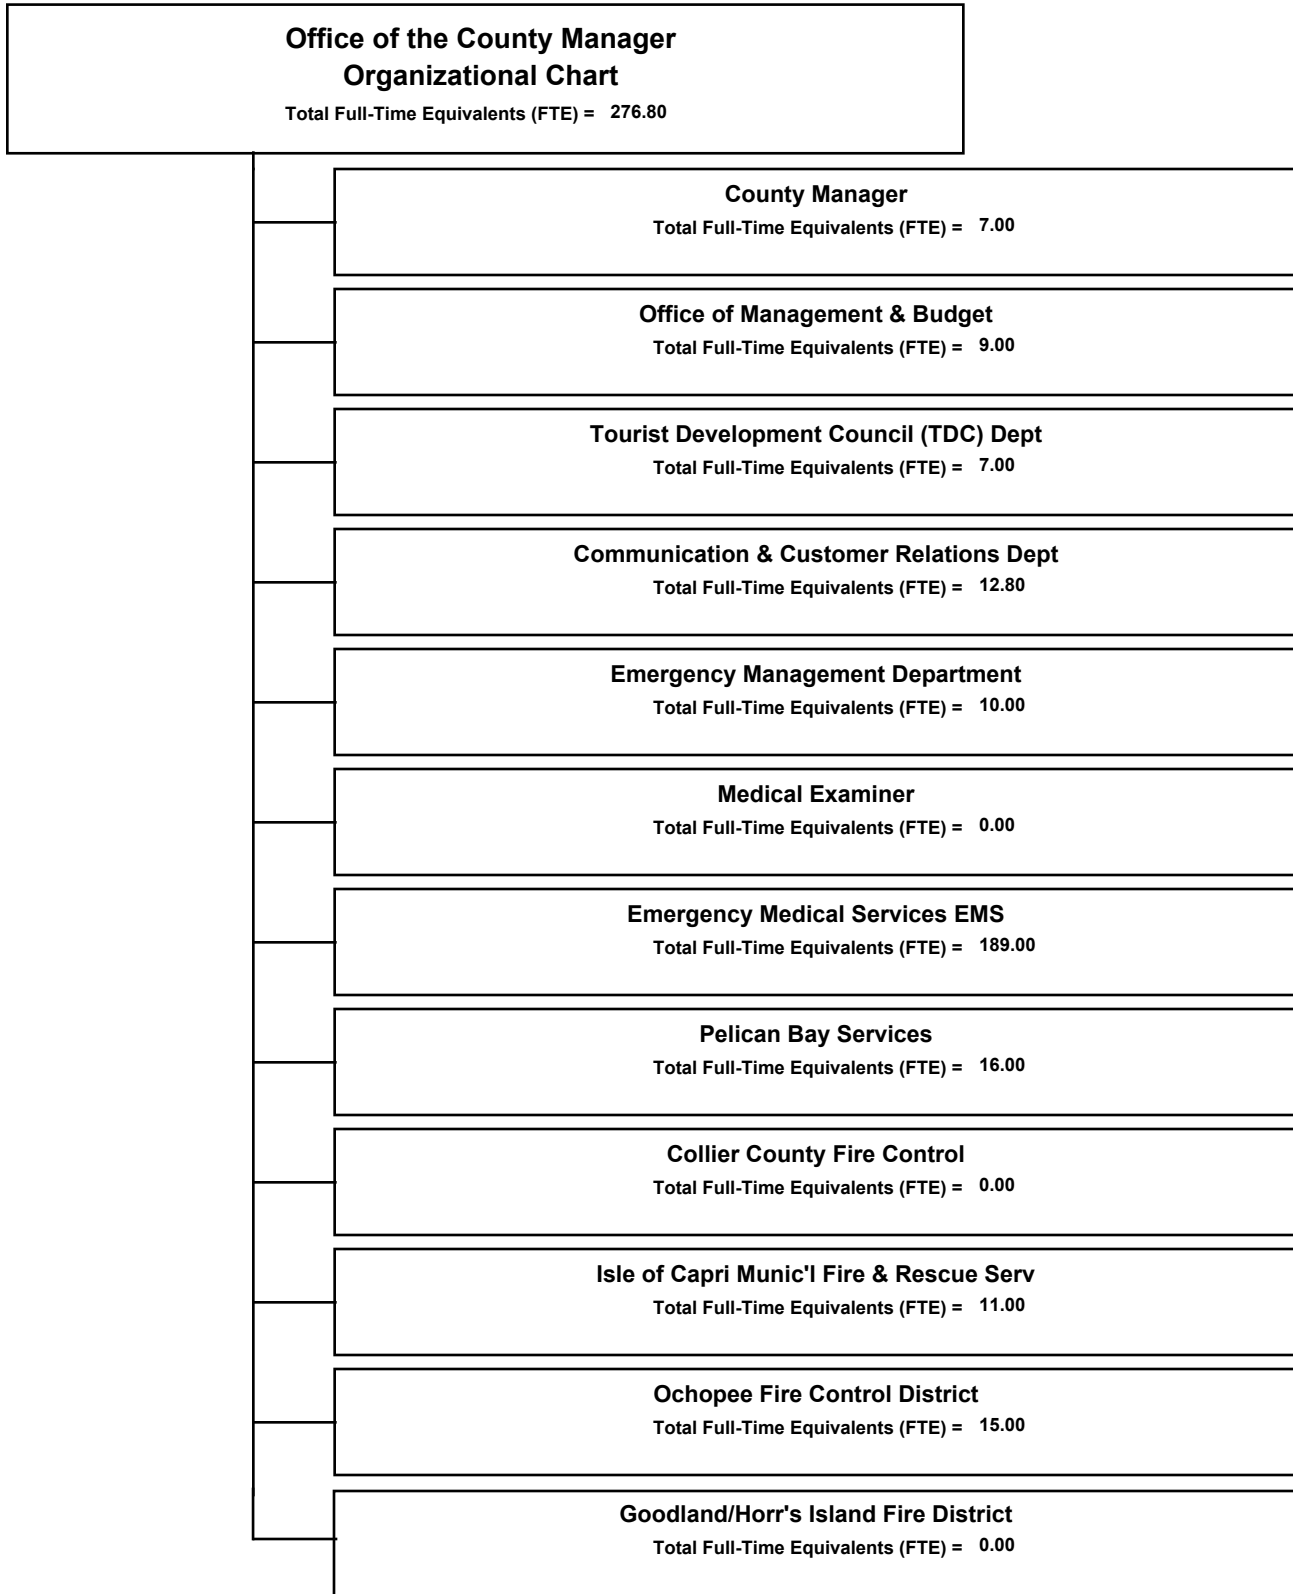 Office of the County Manager
Organizational Chart
Total Full-Time Equivalents (FTE) = 276.80
County Manager
Total Full-Time Equivalents (FTE) = 7.00
Office of Management & Budget
Total Full-Time Equivalents (FTE) = 9.00
Tourist Development Council (TDC) Dept
Total Full-Time Equivalents (FTE) = 7.00
Communication & Customer Relations Dept
Total Full-Time Equivalents (FTE) = 12.80
Emergency Management Department
Total Full-Time Equivalents (FTE) = 10.00
Medical Examiner
Total Full-Time Equivalents (FTE) = 0.00
Emergency Medical Services EMS
Total Full-Time Equivalents (FTE) = 189.00
Pelican Bay Services
Total Full-Time Equivalents (FTE) = 16.00
Collier County Fire Control
Total Full-Time Equivalents (FTE) = 0.00
Isle of Capri Munic'l Fire & Rescue Serv
Total Full-Time Equivalents (FTE) = 11.00
Ochopee Fire Control District
Total Full-Time Equivalents (FTE) = 15.00
Goodland/Horr's Island Fire District
Total Full-Time Equivalents (FTE) = 0.00